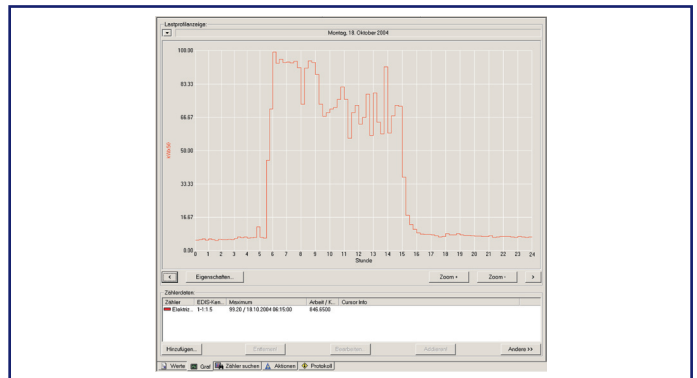 Lastprofilanzeige:
Montag, 18. Oktober 2004
100.00
83.33
66.67
50.00
33.33
16.67
0.00
0 1 2 3 4 5 6 7 8 9 10 11 12 13 14 15 16 17 18 19 20 21 22 23 24
Stunde
< Eigenschaften... Zoom + Zoom - >
Zählerdaten:
Zähler EDIS-Ken... Maximum Arbeit / K... Cursor-Info
Elektriz... 1-1:1.5 99.20 / 18.10.2004 06:15:00 846.6500
Hinzufügen... Entfernen! Bearbeiten... Andere >>
Werte Graf Zähler suchen Aktionen Protokoll